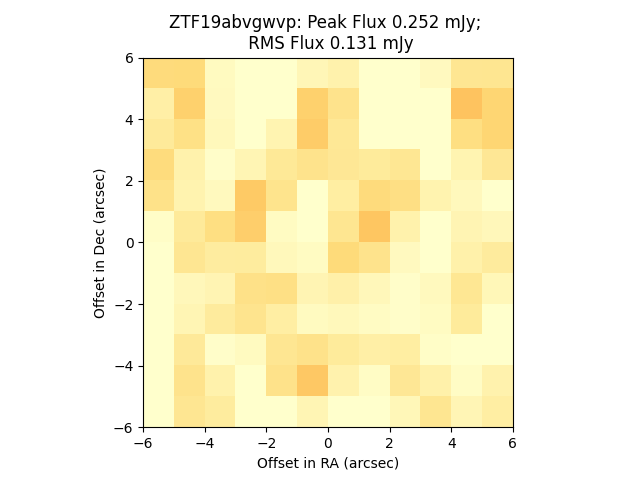 ZTF19abvgwvp: Peak Flux 0.252 mJy;
RMS Flux 0.131 mJy
6
4
2
0
−2
−4
−6
Offset in Dec (arcsec)
−6 −4 −2 0 2 4 6
Offset in RA (arcsec)